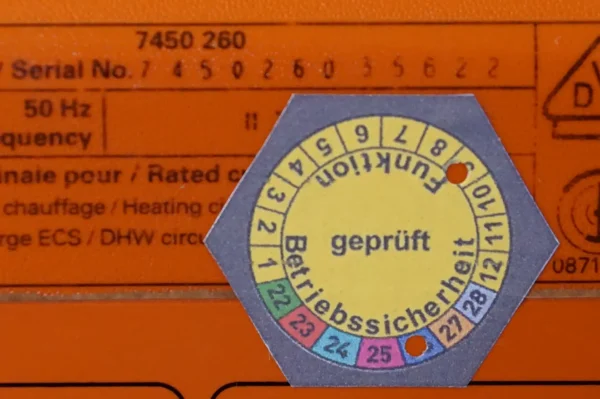 7450 260
/ Serial No. 7 4 5 0 2 6 0 3 5 6 2 2
50 Hz
quency
inaie pour / Rated
chauffage / Heating
rge ECS / DHW circu
D
0871
1 2 3 4 5 6 7 8 9 10 11 12
Funktion
geprüft
Betriebssicherheit
22 23 24 25 27 28